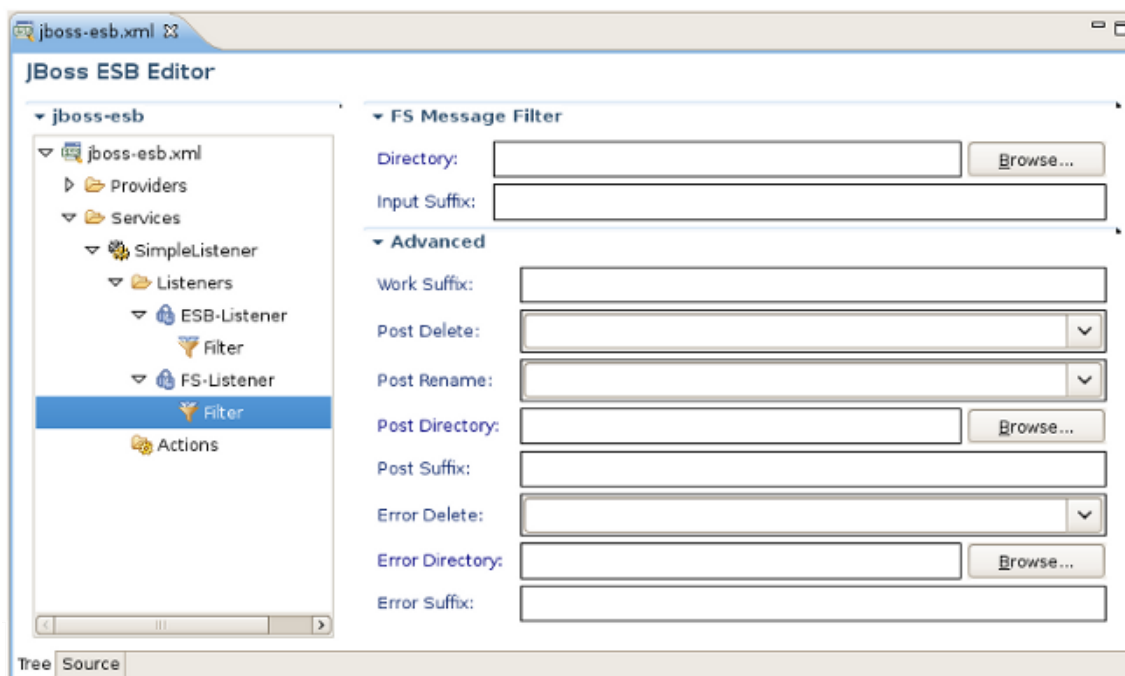 jboss-esb.xml
JBoss ESB Editor
jboss-esb
jboss-esb.xml
Providers
Services
SimpleListener
Listeners
ESB-Listener
Filter
FS-Listener
Filter
Actions
FS Message Filter
Directory:
Browse...
Input Suffix:
Advanced
Work Suffix:
Post Delete:
Post Rename:
Post Directory:
Browse...
Post Suffix:
Error Delete:
Error Directory:
Browse...
Error Suffix:
Tree Source